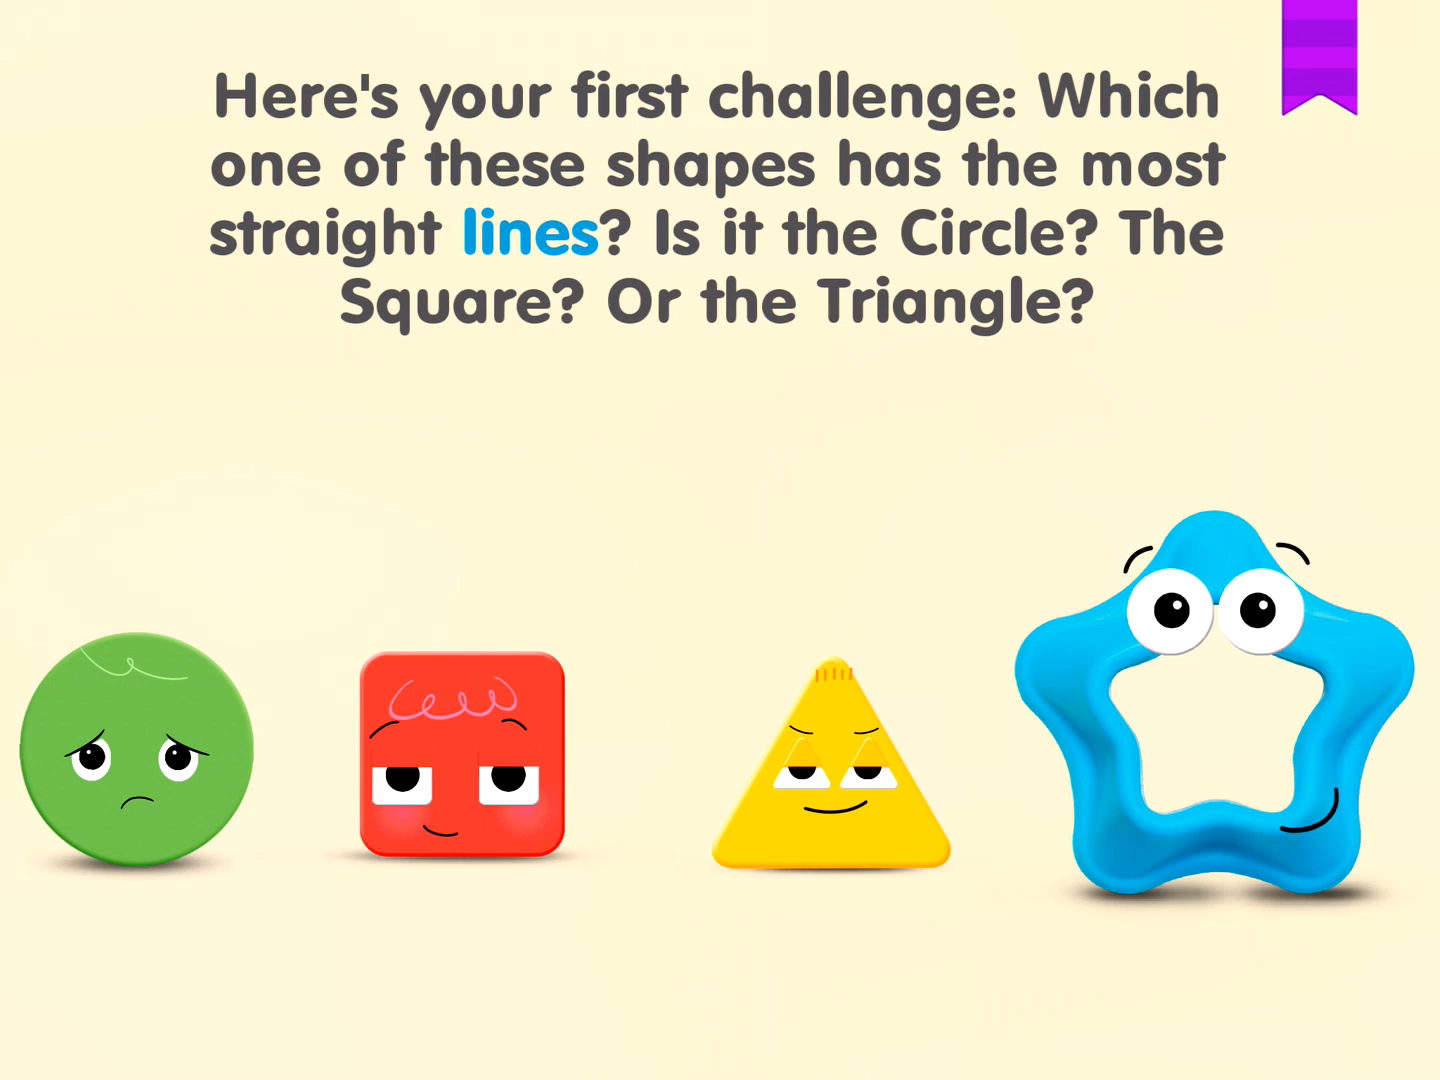 Here's your first challenge: Which
one of these shapes has the most
straight lines? Is it the Circle? The
Square? Or the Triangle?